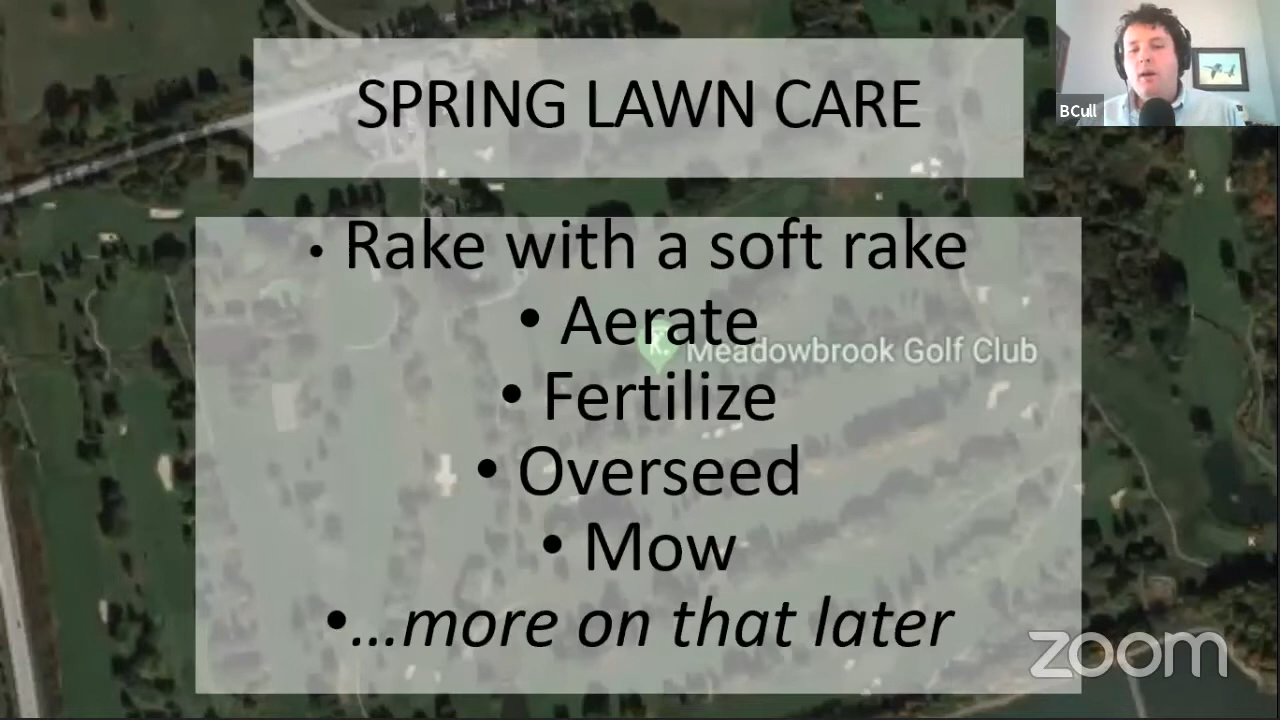 SPRING LAWN CARE
BCull
• Rake with a soft rake
• Aerate
K.
Meadowbrook Golf Club
• Fertilize
• Overseed
• Mow
•...more on that later
zoom